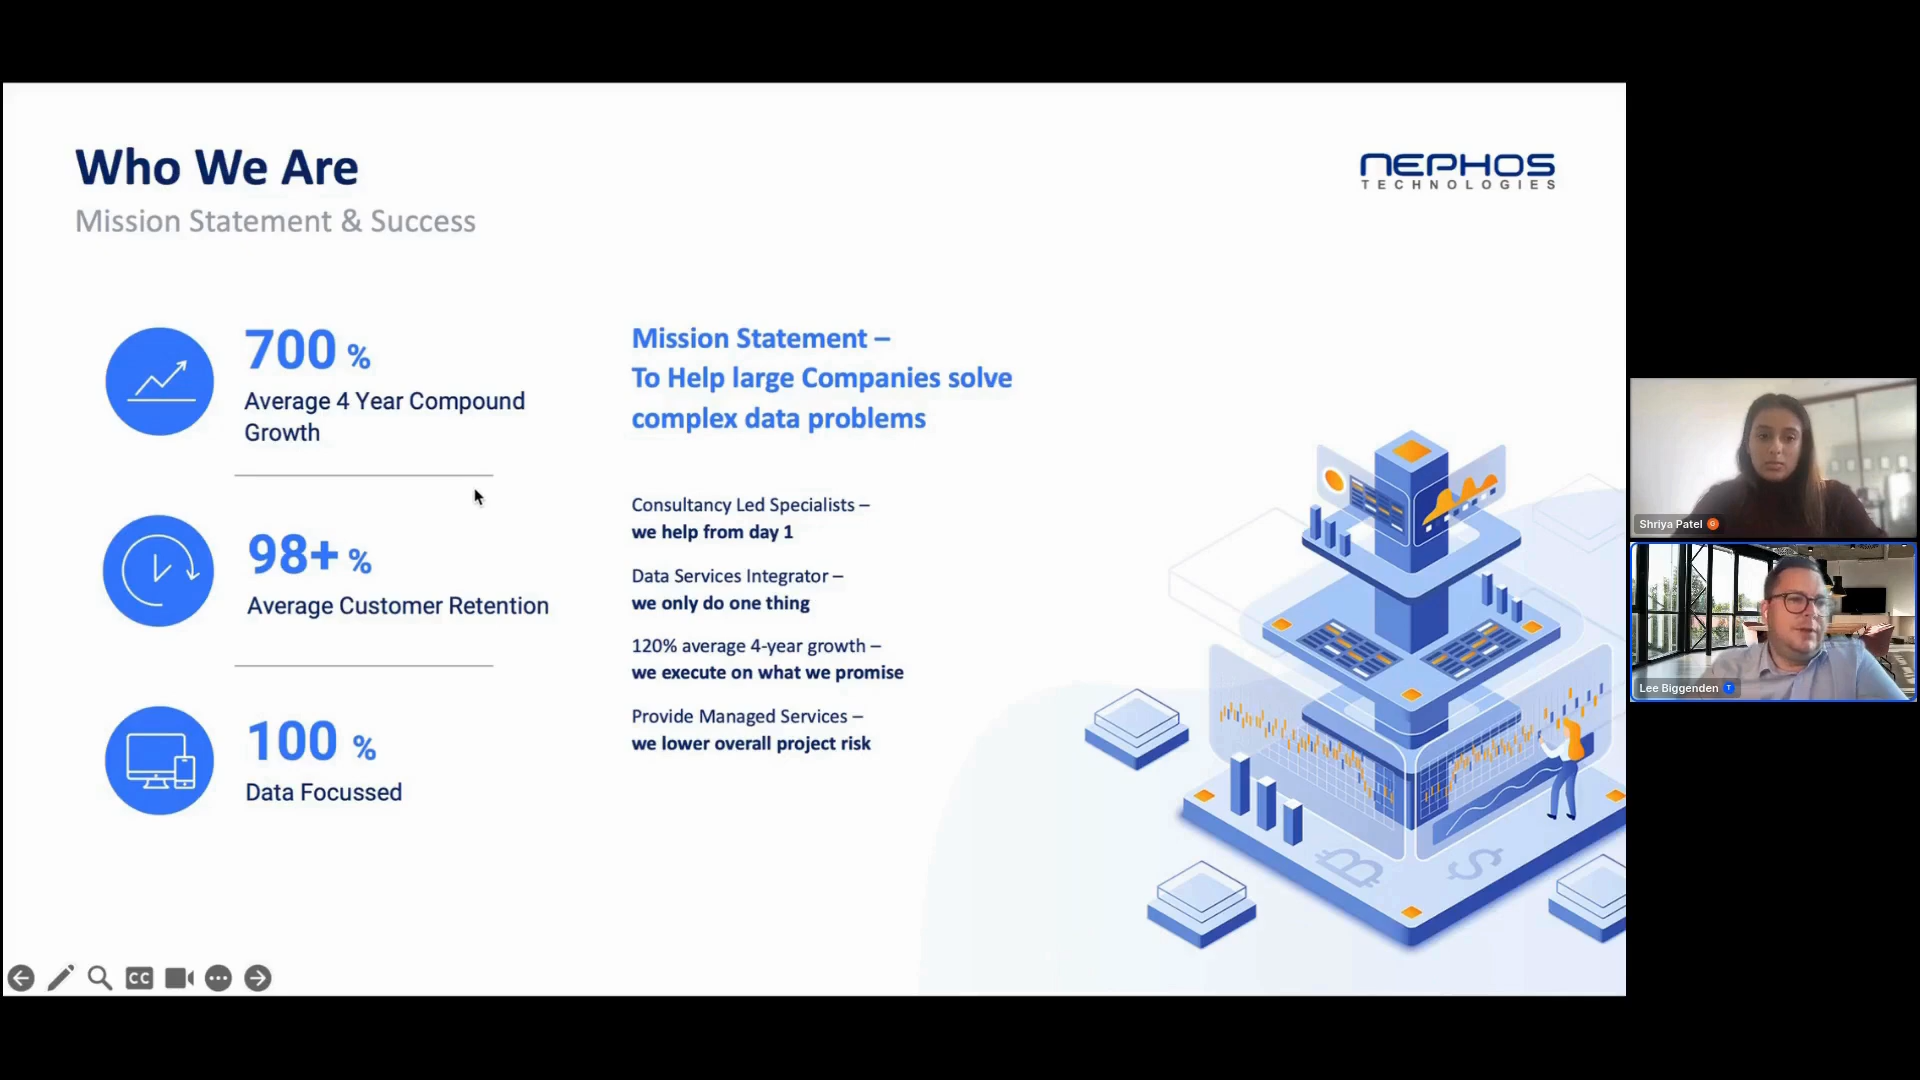 Who We Are
Mission Statement & Success
NEPHOS
TECHNOLOGIES
700 %
Average 4 Year Compound
Growth
98+ %
Average Customer Retention
100 %
Data Focussed
Mission Statement –
To Help large Companies solve
complex data problems
Consultancy Led Specialists –
we help from day 1
Data Services Integrator –
we only do one thing
120% average 4-year growth –
we execute on what we promise
Provide Managed Services –
we lower overall project risk
B
$
CC
Shriya Patel
Lee Biggenden T